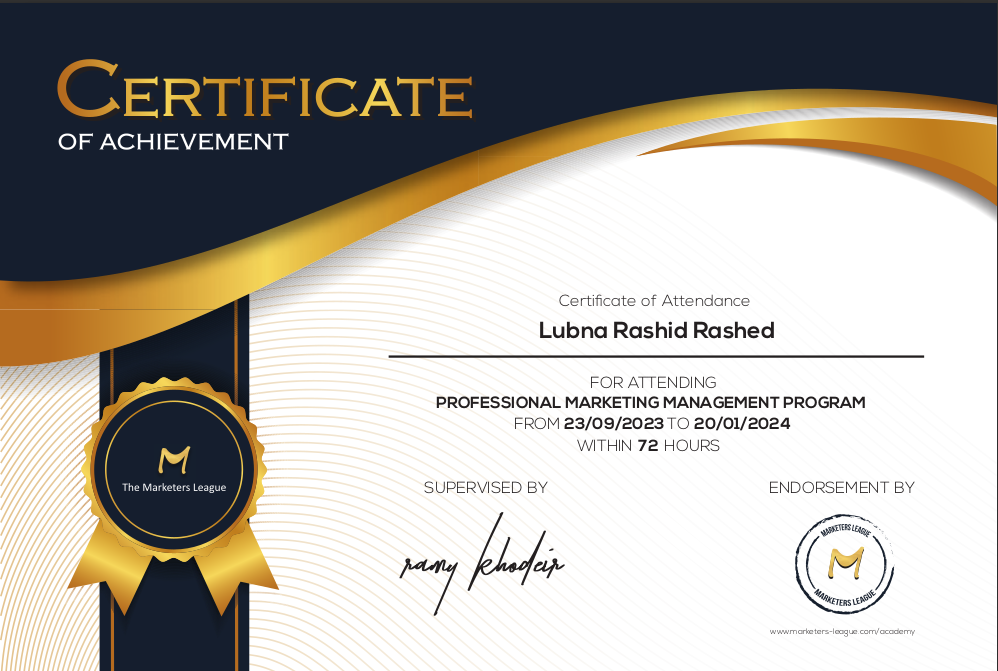 CERTIFICATE
OF ACHIEVEMENT
Certificate of Attendance
Lubna Rashid Rashed
FOR ATTENDING
PROFESSIONAL MARKETING MANAGEMENT PROGRAM
FROM 23/09/2023 TO 20/01/2024
WITHIN 72 HOURS
The Marketers League
SUPERVISED BY
ramy khodeir
ENDORSEMENT BY
MARKETERS LEAGUE
MARKETERS LEAGUE
www.marketers-league.com/academy